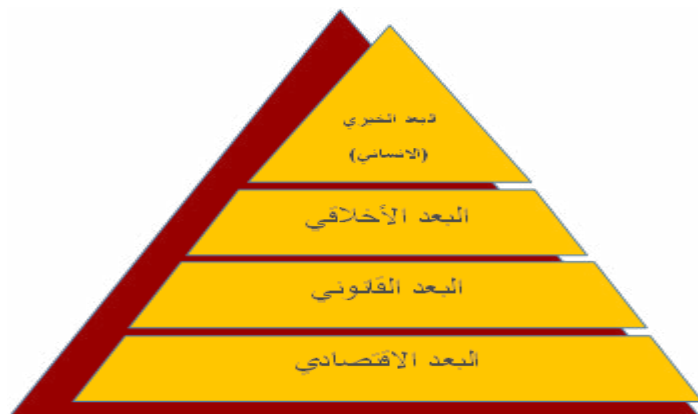 البعد الخيري
(الانساني)
البعد الأخلاقي
البعد القانوني
البعد الاقتصادي